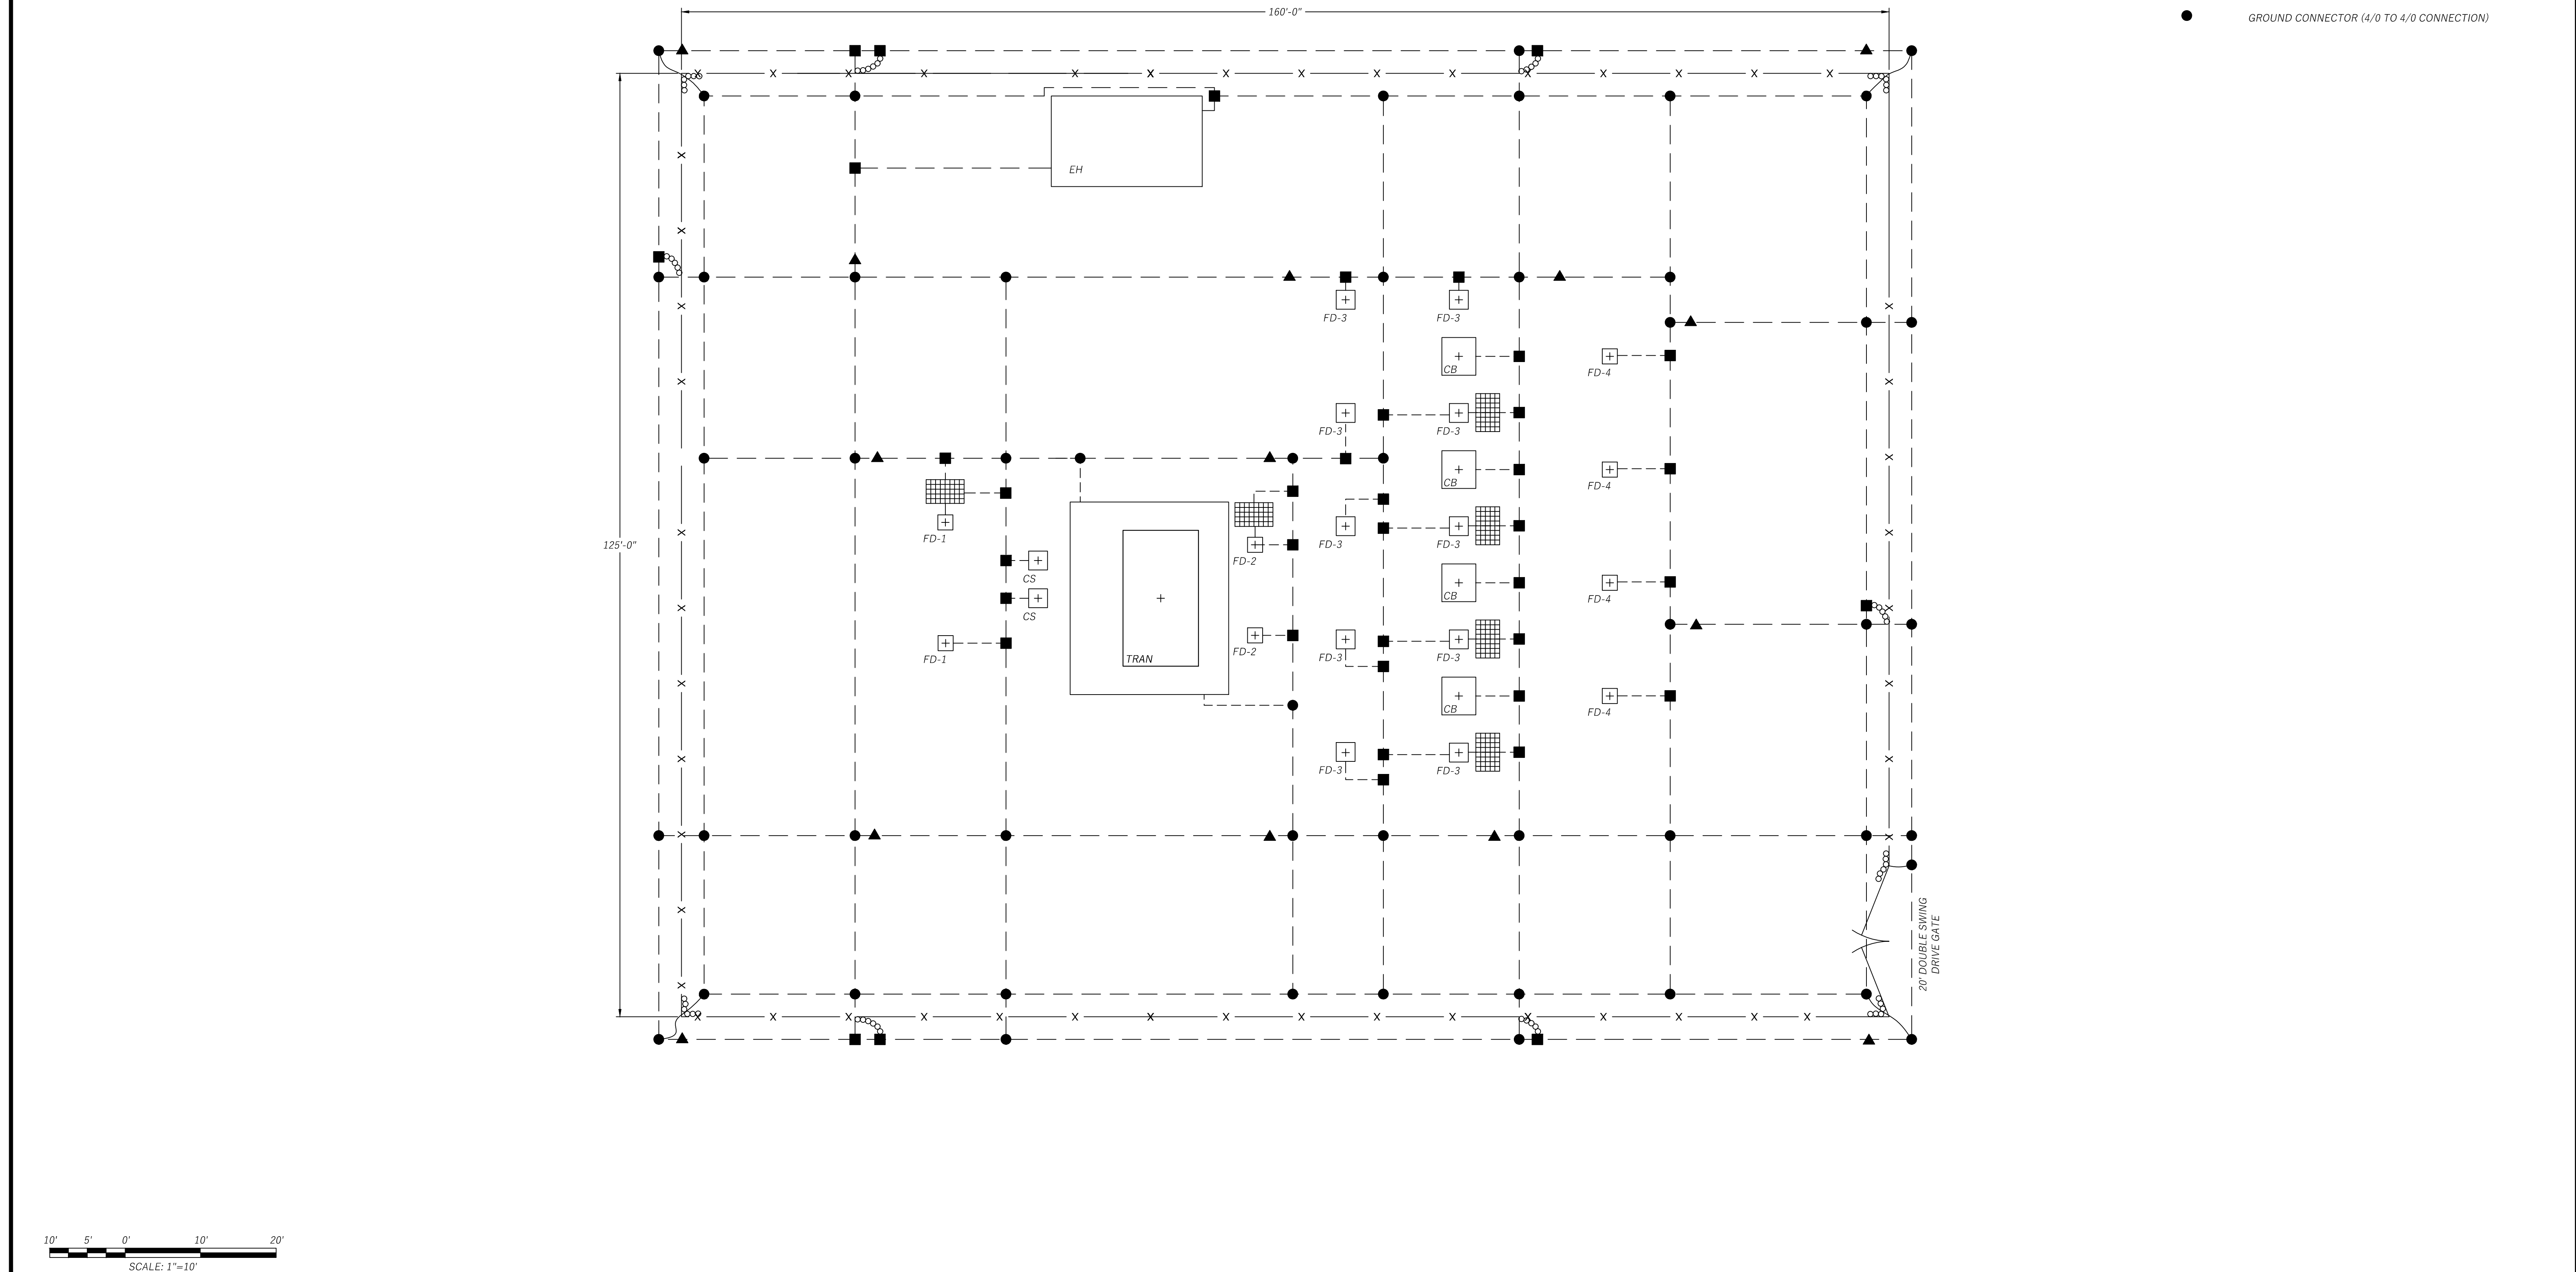 160'-0"
GROUND CONNECTOR (4/0 TO 4/0 CONNECTION)
EH
FD-3
FD-3
CB
FD-4
FD-3
FD-3
CB
FD-4
FD-1
125'-0"
FD-3
FD-3
FD-2
CS
CB
FD-4
CS
FD-1
TRAN
FD-2
FD-3
FD-3
CB
FD-4
FD-3
FD-3
20' DOUBLE SWING
DRIVE GATE
10' 5' 0' 10' 20'
SCALE: 1"=10'